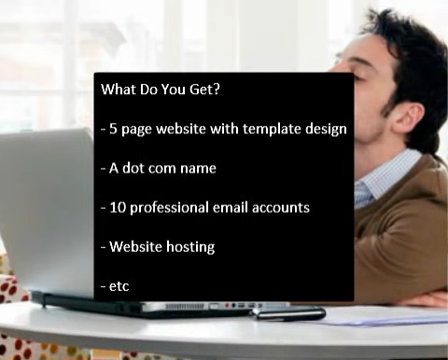 What Do You Get?
- 5 page website with template design
- A dot com name
- 10 professional email accounts
- Website hosting
- etc